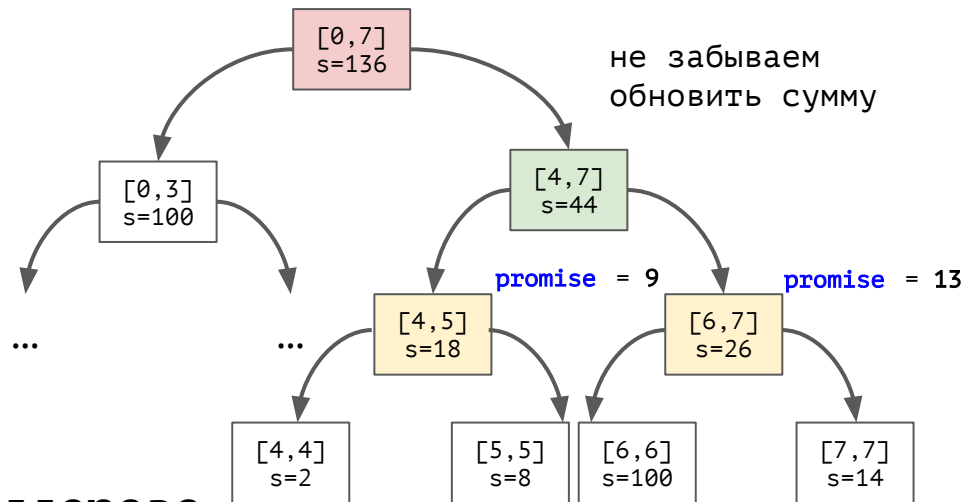 [0,7]
s=136
не забываем
обновить сумму
[0,3]
s=100
[4,7]
s=44
promise = 9
promise = 13
...
...
[4,5]
s=18
[6,7]
s=26
[4,4]
s=2
[5,5]
s=8
[6,6]
s=100
[7,7]
s=14